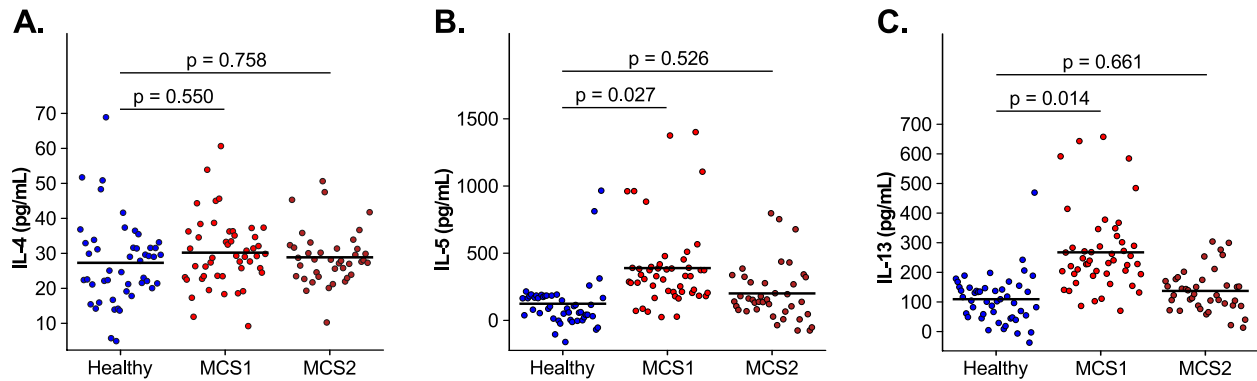 A.
p = 0.758
p = 0.550
IL-4 (pg/mL)
70
60
50
40
30
20
10
Healthy MCS1 MCS2
B.
p = 0.526
p = 0.027
IL-5 (pg/mL)
1500
1000
500
0
Healthy MCS1 MCS2
C.
p = 0.661
p = 0.014
IL-13 (pg/mL)
700
600
500
400
300
200
100
0
Healthy MCS1 MCS2